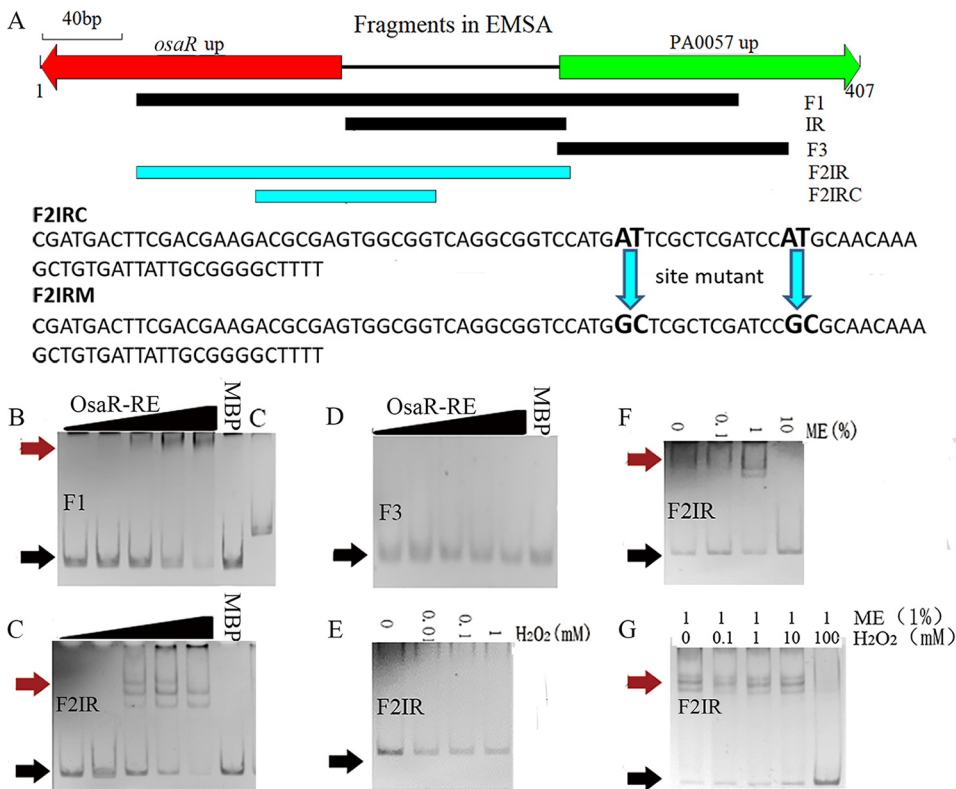 A
Fragments in EMSA
40bp
osaR up
PA0057 up
1
407
F1
IR
F3
F2IR
F2IRC
F2IRC
CGATGACTTCGACGAAGACGCGAGTGGCGGTCAGGCGGTCCATGATTCGCTCGATCCATGCAACAAA
GCTGTGATTATTGCGGGGCTTTT
site mutant
F2IRM
CGATGACTTCGACGAAGACGCGAGTGGCGGTCAGGCGGTCCATGGCTCGCTCGATCCGCGCAACAAA
GCTGTGATTATTGCGGGGCTTTT
B
OsaR-RE
MBP
C
F1
D
OsaR-RE
MBP
F3
F
0 0.1 1 10 ME(%)
F2IR
C
MBP
F2IR
E
0 0.01 0.1 1 H2O2(mM)
F2IR
G
1 1 1 1 1 ME (1%)
0 0.1 1 10 100 H2O2 (mM)
F2IR